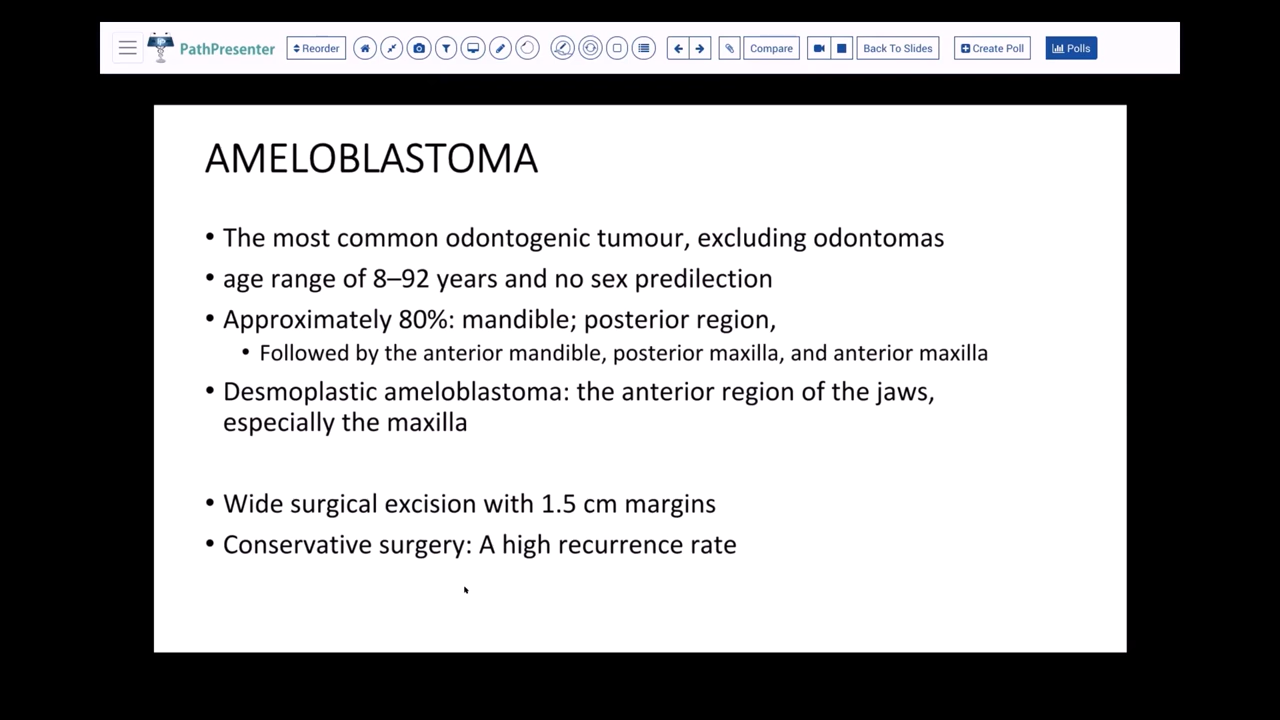 PathPresenter Reorder Compare Back To Slides Create Poll Polls
AMELOBLASTOMA
• The most common odontogenic tumour, excluding odontomas
• age range of 8–92 years and no sex predilection
• Approximately 80%: mandible; posterior region,
• Followed by the anterior mandible, posterior maxilla, and anterior maxilla
• Desmoplastic ameloblastoma: the anterior region of the jaws,
especially the maxilla
• Wide surgical excision with 1.5 cm margins
• Conservative surgery: A high recurrence rate